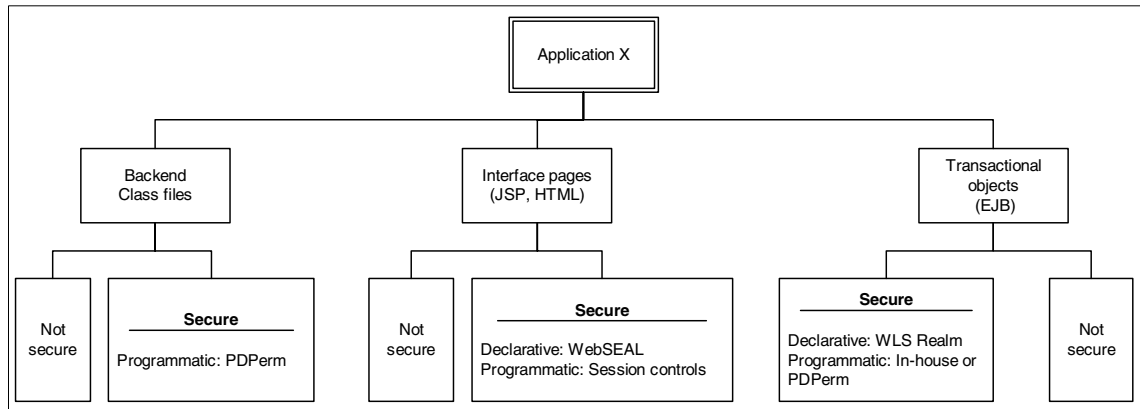 Application X
Backend
Class files
Interface pages
(JSP, HTML)
Transactional
objects
(EJB)
Not
secure
Secure
Programmatic: PDPerm
Not
secure
Secure
Declarative: WebSEAL
Programmatic: Session controls
Secure
Declarative: WLS Realm
Programmatic: In-house or
PDPerm
Not
secure